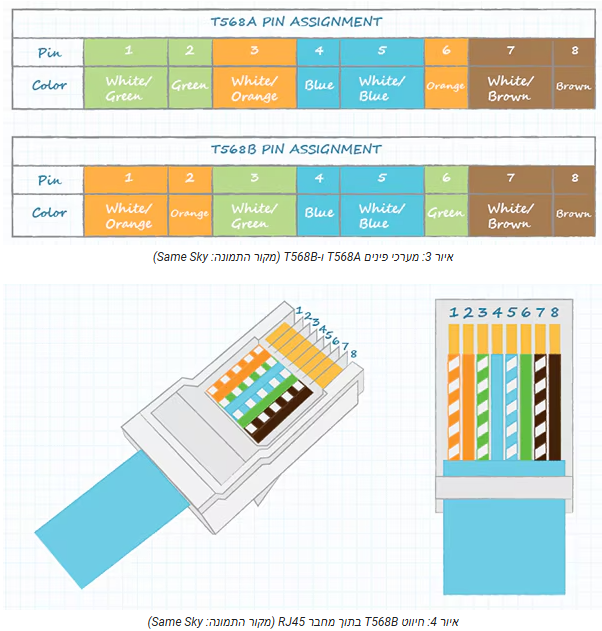 T568A PIN ASSIGNMENT
Pin 1 2 3 4 5 6 7 8
Color White/Green Green White/Orange Blue White/Blue Orange White/Brown Brown
T568B PIN ASSIGNMENT
Pin 1 2 3 4 5 6 7 8
Color White/Orange Orange White/Green Blue White/Blue Green White/Brown Brown
איור 3: מערכי פינים T568A ו-T568B (מקור התמונה: Same Sky)
1 2 3 4 5 6 7 8
1 2 3 4 5 6 7 8
איור 4: חיווט T568B בתוך מחבר RJ45 (מקור התמונה: Same Sky)